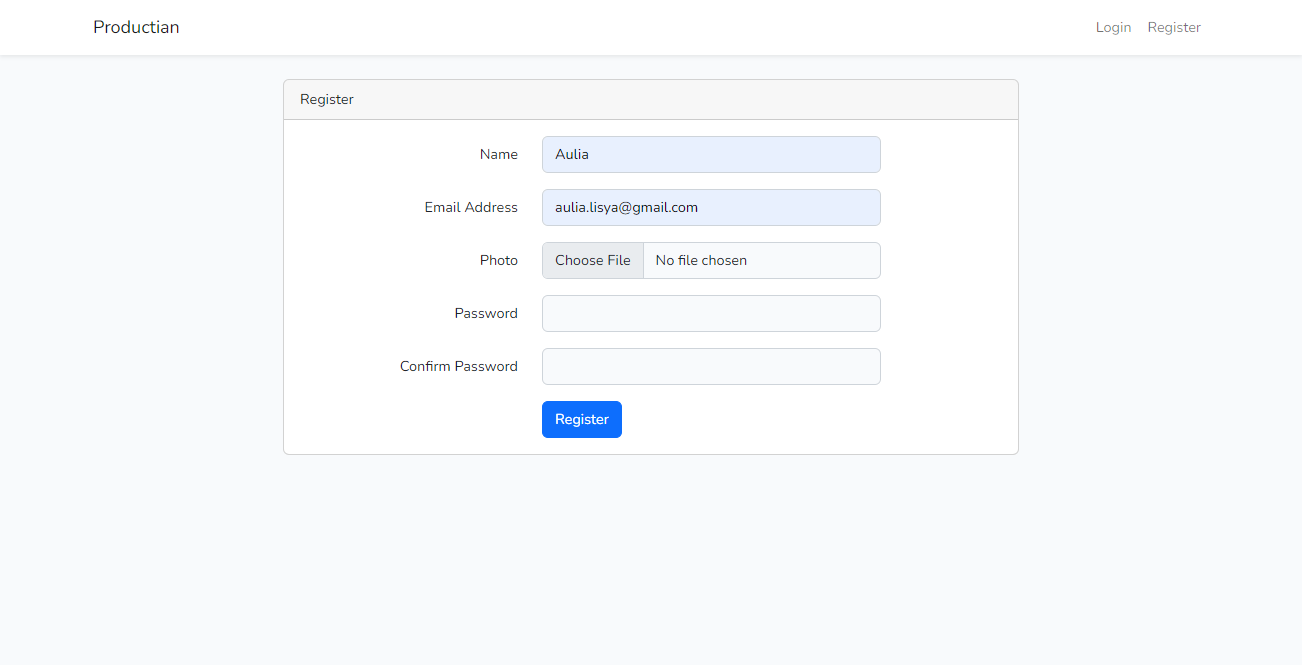 Productian Login Register
Register
Name Aulia
Email Address aulia.lisya@gmail.com
Photo Choose File No file chosen
Password
Confirm Password
Register